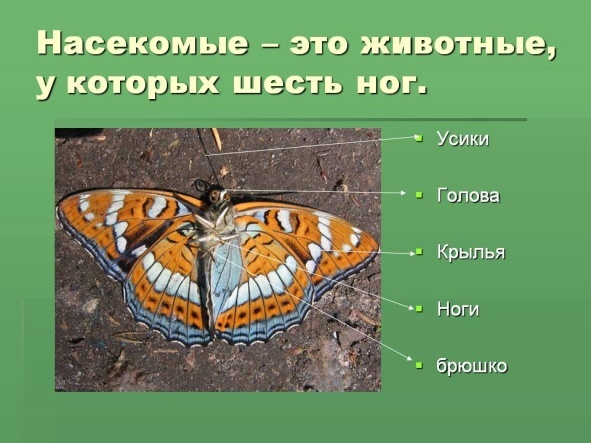 Насекомые – это животные,
у которых шесть ног.
Усики
Голова
Крылья
Ноги
брюшко